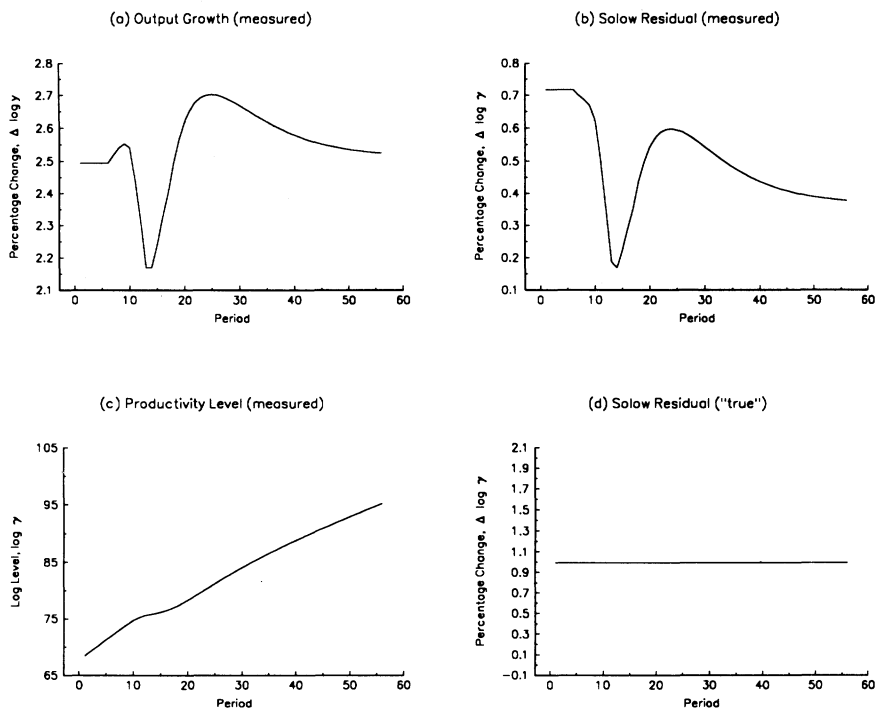 (a) Output Growth (measured)
Percentage Change, Δ log y
2.8
2.7
2.6
2.5
2.4
2.3
2.2
2.1
0 10 20 30 40 50 60
Period
(b) Solow Residual (measured)
Percentage Change, Δ log γ
0.8
0.7
0.6
0.5
0.4
0.3
0.2
0.1
0 10 20 30 40 50 60
Period
(c) Productivity Level (measured)
Log Level, log γ
105
95
85
75
65
0 10 20 30 40 50 60
Period
(d) Solow Residual ("true")
Percentage Change, Δ log γ
2.1
1.9
1.7
1.5
1.3
1.1
0.9
0.7
0.5
0.3
0.1
−0.1
0 10 20 30 40 50 60
Period